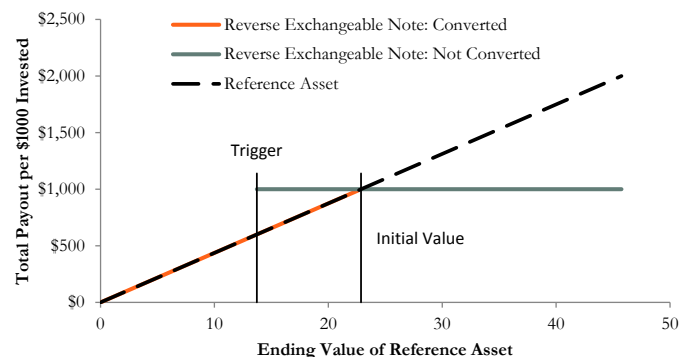 $2,500
$2,000
$1,500
$1,000
$500
$0
Total Payout per $1000 Invested
Reverse Exchangeable Note: Converted
Reverse Exchangeable Note: Not Converted
Reference Asset
Trigger
Initial Value
0 10 20 30 40 50
Ending Value of Reference Asset